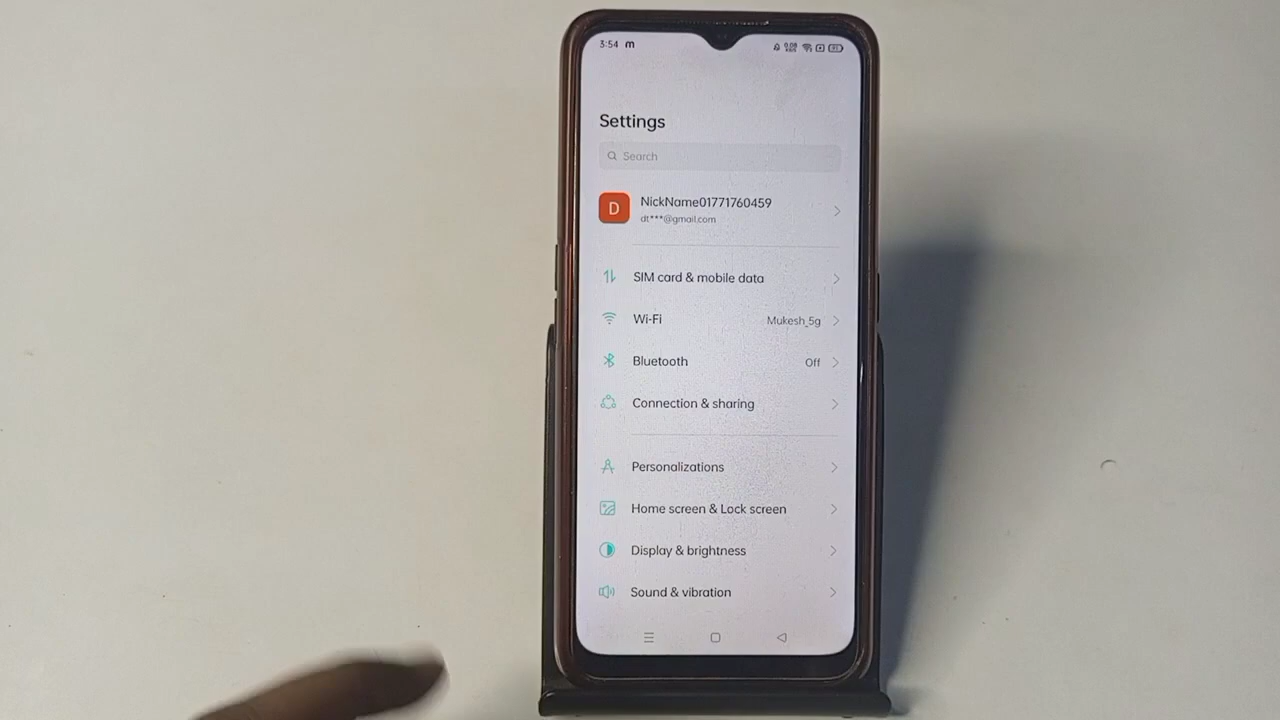 3:54 m
Settings
Search
D
NickName01771760459
dt***@gmail.com
SIM card & mobile data
Wi-Fi Mukesh_5g
Bluetooth Off
Connection & sharing
Personalizations
Home screen & Lock screen
Display & brightness
Sound & vibration